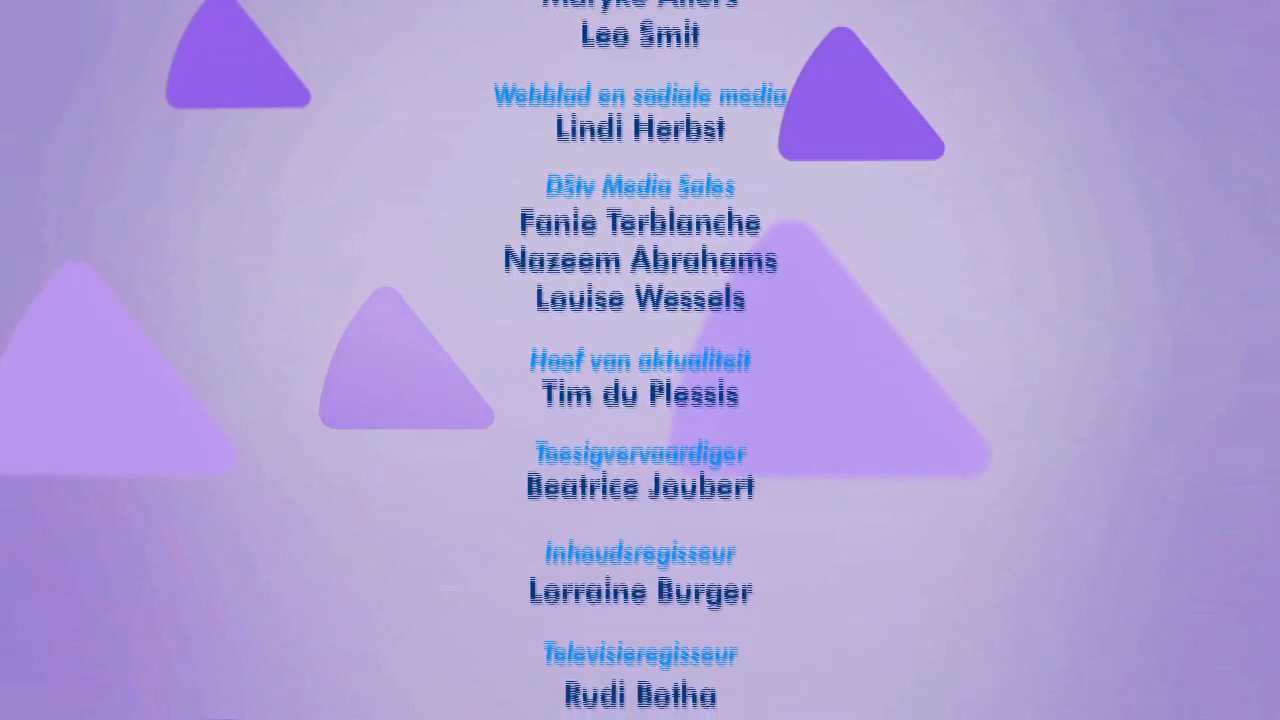 Leo Smit
Webblad en sosiale media
Lindi Herbst
DStv Media Sales
Fanie Terblanche
Nazeem Abrahams
Louise Wessels
Hoof van aktualiteit
Tim du Plessis
Toesigvervaardiger
Beatrice Joubert
Inhoudsregisseur
Lorraine Burger
Televisieregisseur
Rudi Botha